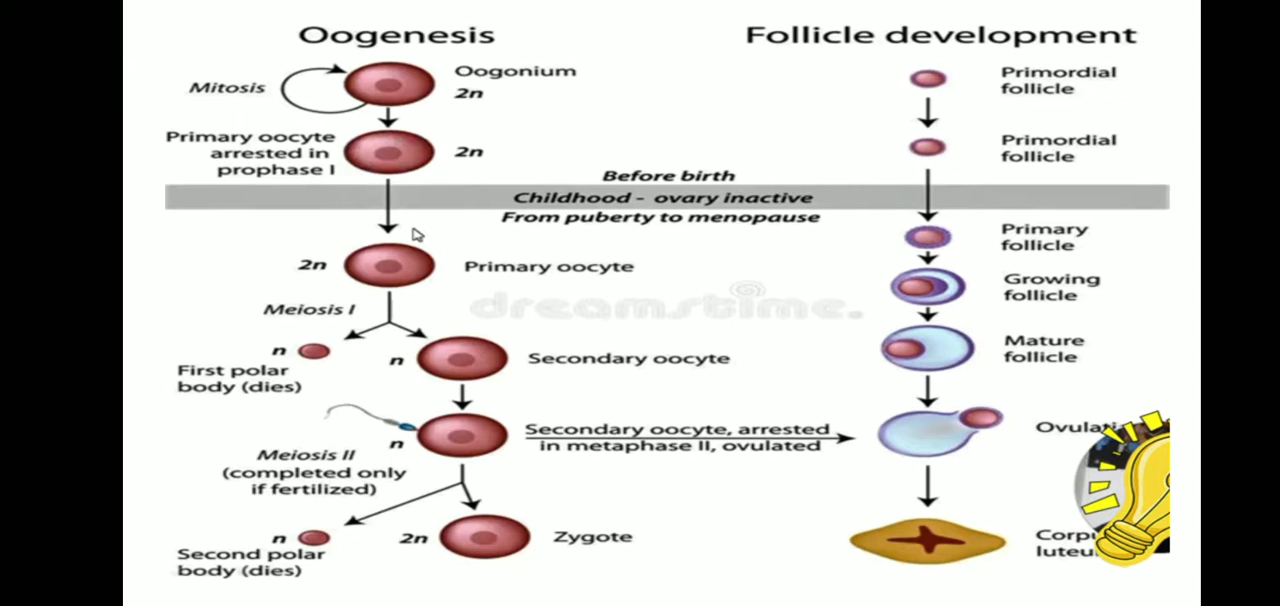 Oogenesis
Follicle development
Mitosis
Oogonium
2n
Primordial
follicle
Primary oocyte
arrested in
prophase I
2n
Primordial
follicle
Before birth
Childhood - ovary inactive
From puberty to menopause
Primary
follicle
2n
Primary oocyte
Growing
follicle
dreamstime.
Meiosis I
n
First polar
body (dies)
n
Secondary oocyte
Mature
follicle
n
Secondary oocyte, arrested
in metaphase II, ovulated
Meiosis II
(completed only
if fertilized)
n
Second polar
body (dies)
2n
Zygote